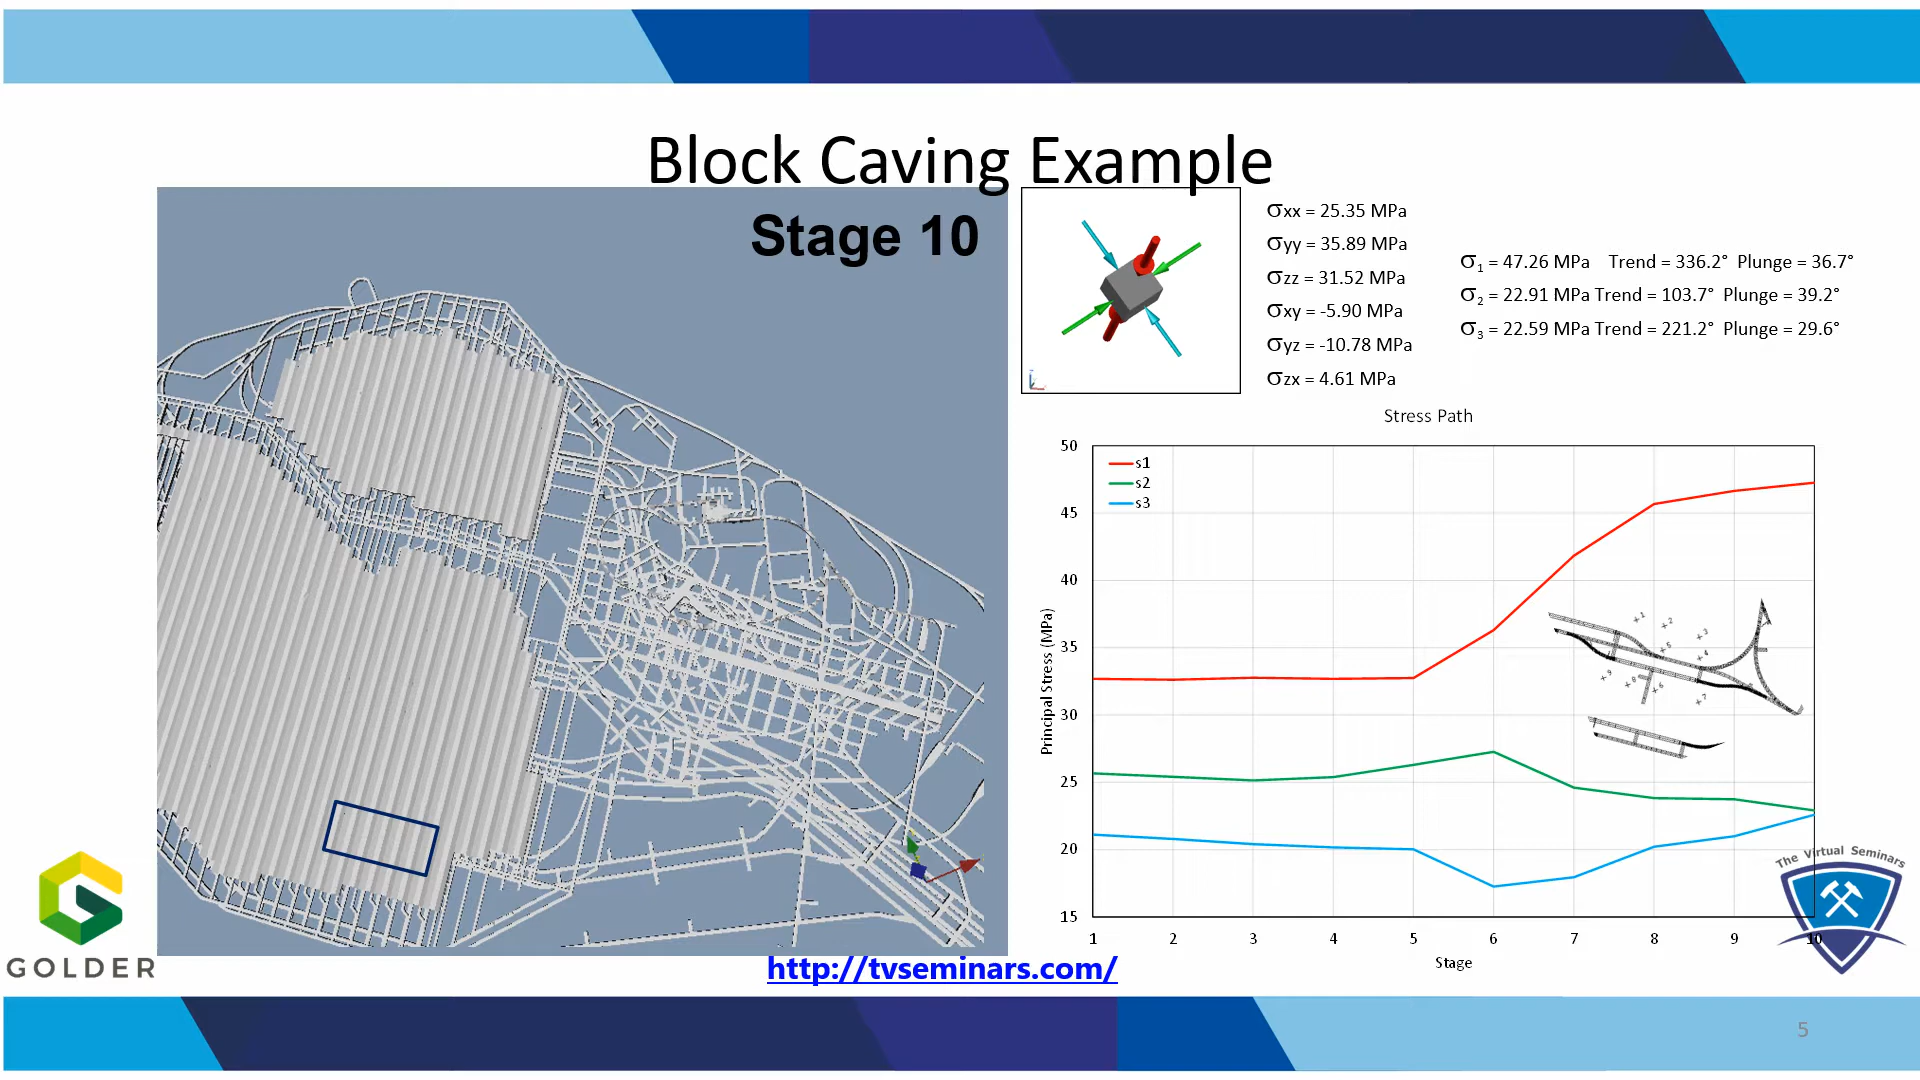 Block Caving Example
Stage 10
σxx = 25.35 MPa
σyy = 35.89 MPa
σzz = 31.52 MPa
σxy = -5.90 MPa
σyz = -10.78 MPa
σzx = 4.61 MPa
σ1 = 47.26 MPa Trend = 336.2° Plunge = 36.7°
σ2 = 22.91 MPa Trend = 103.7° Plunge = 39.2°
σ3 = 22.59 MPa Trend = 221.2° Plunge = 29.6°
Stress Path
s1
s2
s3
50
45
40
35
30
25
20
15
Principal Stress (MPa)
1 2 3 4 5 6 7 8 9 10
Stage
The Virtual Seminars
GOLDER
http://tvseminars.com/
5